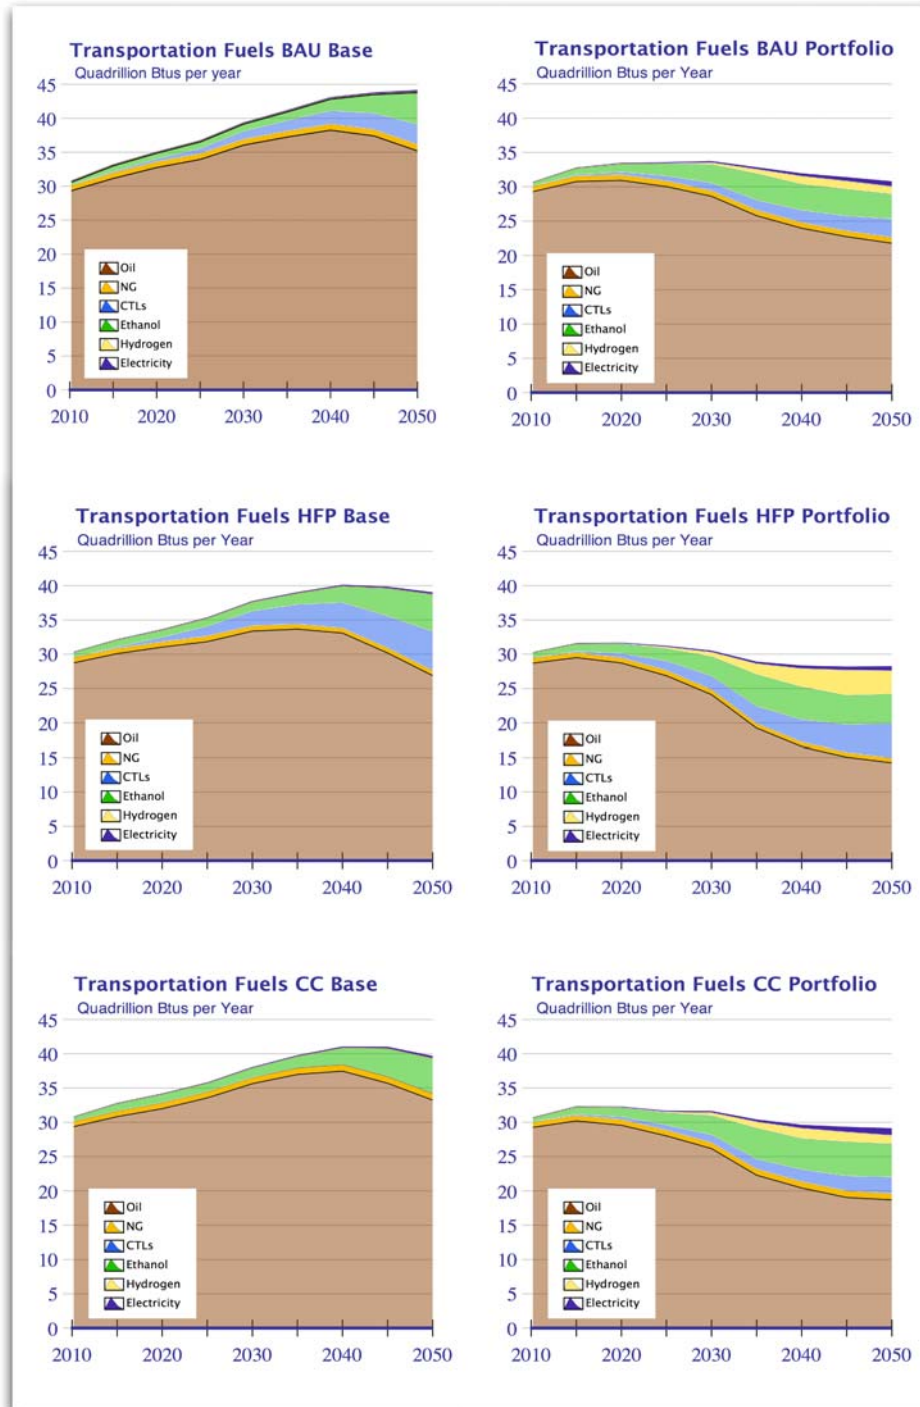 Transportation Fuels BAU Base
Quadrillion Btus per year
45
40
35
30
25
20
15
10
5
0
Oil
NG
CTLs
Ethanol
Hydrogen
Electricity
2010 2020 2030 2040 2050
Transportation Fuels BAU Portfolio
Quadrillion Btus per Year
45
40
35
30
25
20
15
10
5
0
Oil
NG
CTLs
Ethanol
Hydrogen
Electricity
2010 2020 2030 2040 2050
Transportation Fuels HFP Base
Quadrillion Btus per Year
45
40
35
30
25
20
15
10
5
0
Oil
NG
CTLs
Ethanol
Hydrogen
Electricity
2010 2020 2030 2040 2050
Transportation Fuels HFP Portfolio
Quadrillion Btus per Year
45
40
35
30
25
20
15
10
5
0
Oil
NG
CTLs
Ethanol
Hydrogen
Electricity
2010 2020 2030 2040 2050
Transportation Fuels CC Base
Quadrillion Btus per Year
45
40
35
30
25
20
15
10
5
0
Oil
NG
CTLs
Ethanol
Hydrogen
Electricity
2010 2020 2030 2040 2050
Transportation Fuels CC Portfolio
Quadrillion Btus per Year
45
40
35
30
25
20
15
10
5
0
Oil
NG
CTLs
Ethanol
Hydrogen
Electricity
2010 2020 2030 2040 2050